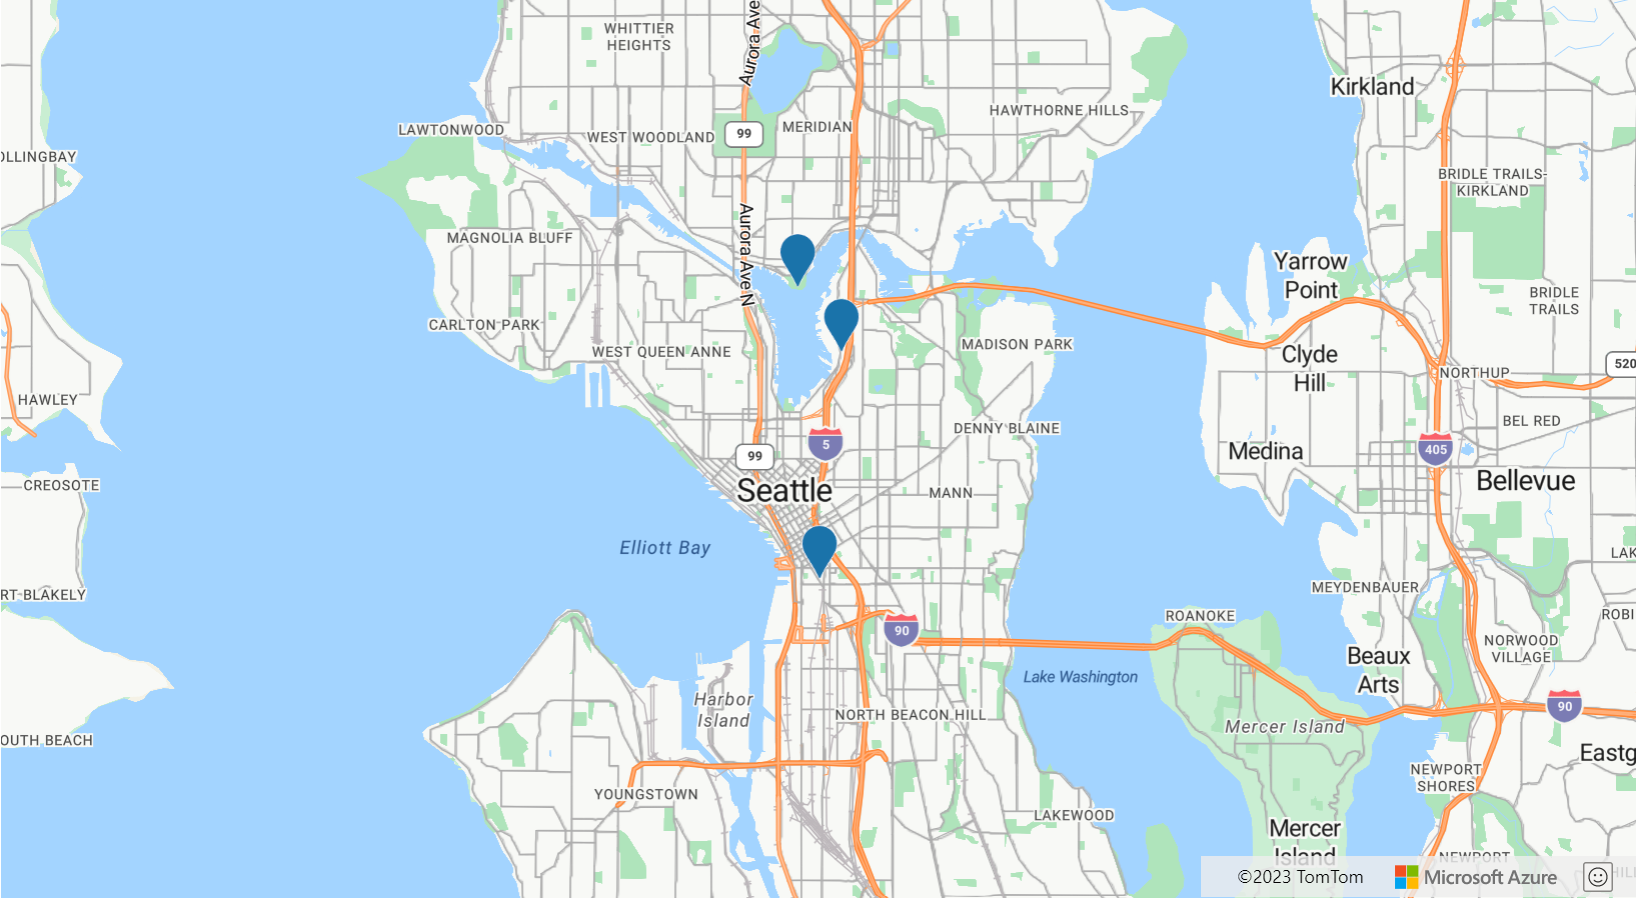 Aurora Ave
WHITTIER
HEIGHTS
Kirkland
HAWTHORNE HILLS
LAWTONWOOD
WEST WOODLAND
99
MERIDIAN
OLLINGBAY
BRIDLE TRAILS-
KIRKLAND
MAGNOLIA BLUFF
Aurora Ave N
Yarrow
Point
BRIDLE
TRAILS
CARLTON PARK
WEST QUEEN ANNE
MADISON PARK
Clyde
Hill
520
NORTHUP
HAWLEY
BEL RED
DENNY BLAINE
5
99
Medina
405
CREOSOTE
Seattle
MANN
Bellevue
Elliott Bay
LAK
RT BLAKELY
MEYDENBAUER
ROANOKE
ROBI
90
NORWOOD
VILLAGE
Beaux
Arts
Lake Washington
Harbor
Island
NORTH BEACON HILL
90
Mercer Island
OUTH BEACH
Eastg
NEWPORT
SHORES
YOUNGSTOWN
LAKEWOOD
Mercer
Island
NEWPORT
HIL
©2023 TomTom
Microsoft Azure